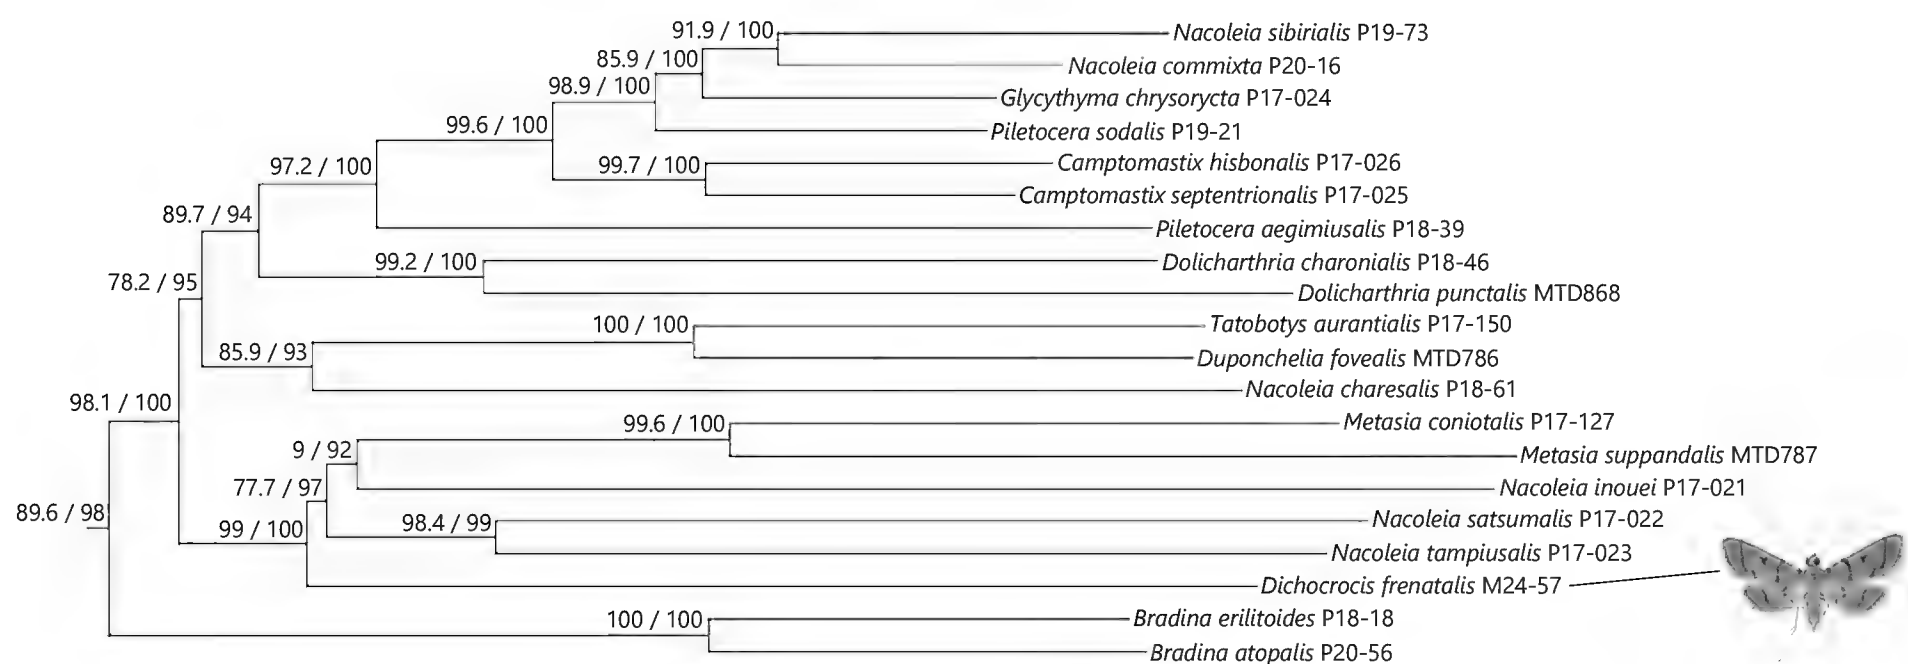 91.9 / 100 Nacoleia sibirialis P19-73
85.9 / 100 Nacoleia commixta P20-16
98.9 / 100 Glycythyma chrysorycta P17-024
99.6 / 100 Piletocera sodalis P19-21
97.2 / 100 99.7 / 100 Camptomastix hisbonalis P17-026
Camptomastix septentrionalis P17-025
89.7 / 94 Piletocera aegimiusalis P18-39
99.2 / 100 Dolicharthria charonialis P18-46
78.2 / 95 Dolicharthria punctalis MTD868
100 / 100 Tatobotys aurantialis P17-150
85.9 / 93 Duponchelia fovealis MTD786
Nacoleia charesalis P18-61
98.1 / 100 99.6 / 100 Metasia coniotalis P17-127
9 / 92 Metasia suppandalis MTD787
77.7 / 97 Nacoleia inouei P17-021
89.6 / 98 99 / 100 98.4 / 99 Nacoleia satsumalis P17-022
Nacoleia tampiusalis P17-023
Dichocrocis frenatalis M24-57
100 / 100 Bradina erilitoides P18-18
Bradina atopalis P20-56